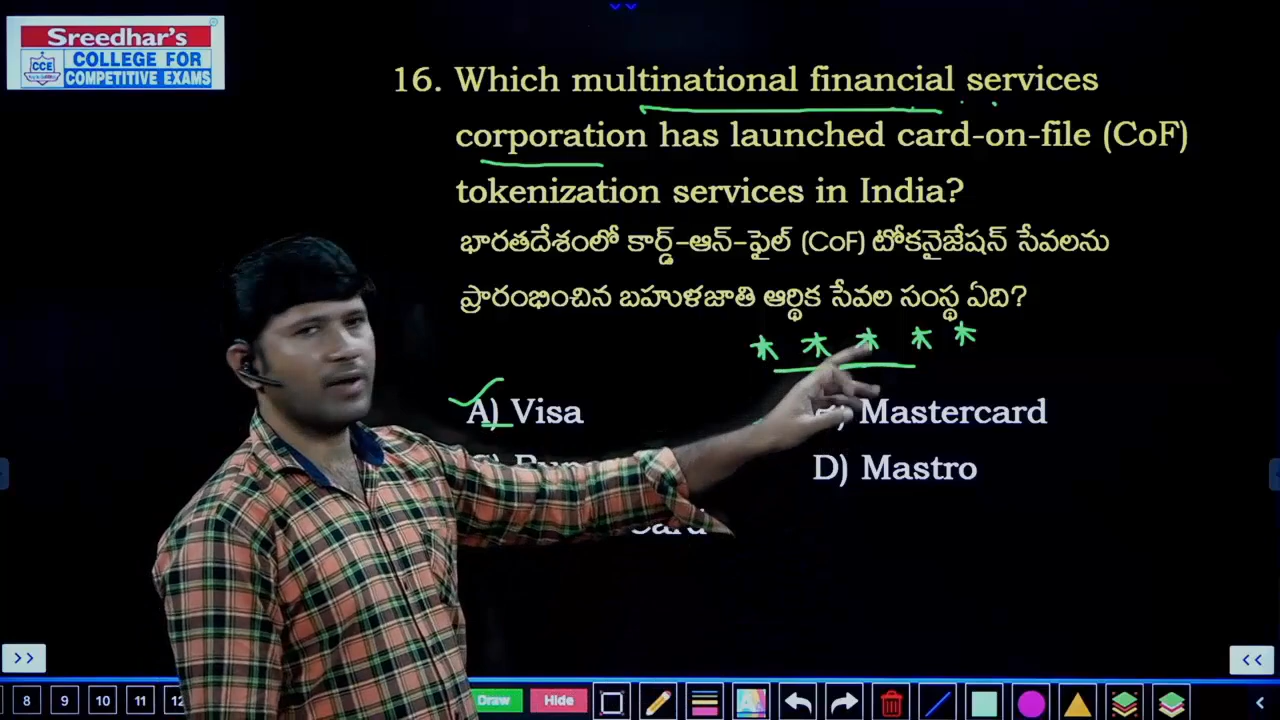 Sreedhar's
CCE
COLLEGE FOR
COMPETITIVE EXAMS
16. Which multinational financial services
corporation has launched card-on-file (CoF)
tokenization services in India?
భారతదేశంలో కార్డ్-ఆన్-ఫైల్ (CoF) టోకనైజేషన్ సేవలను
ప్రారంభించిన బహుళజాతి ఆర్థిక సేవల సంస్థ ఏది?
* * * * *
A) Visa
Mastercard
D) Mastro
>>
<<
8 9 10 11 12
Draw
Hide